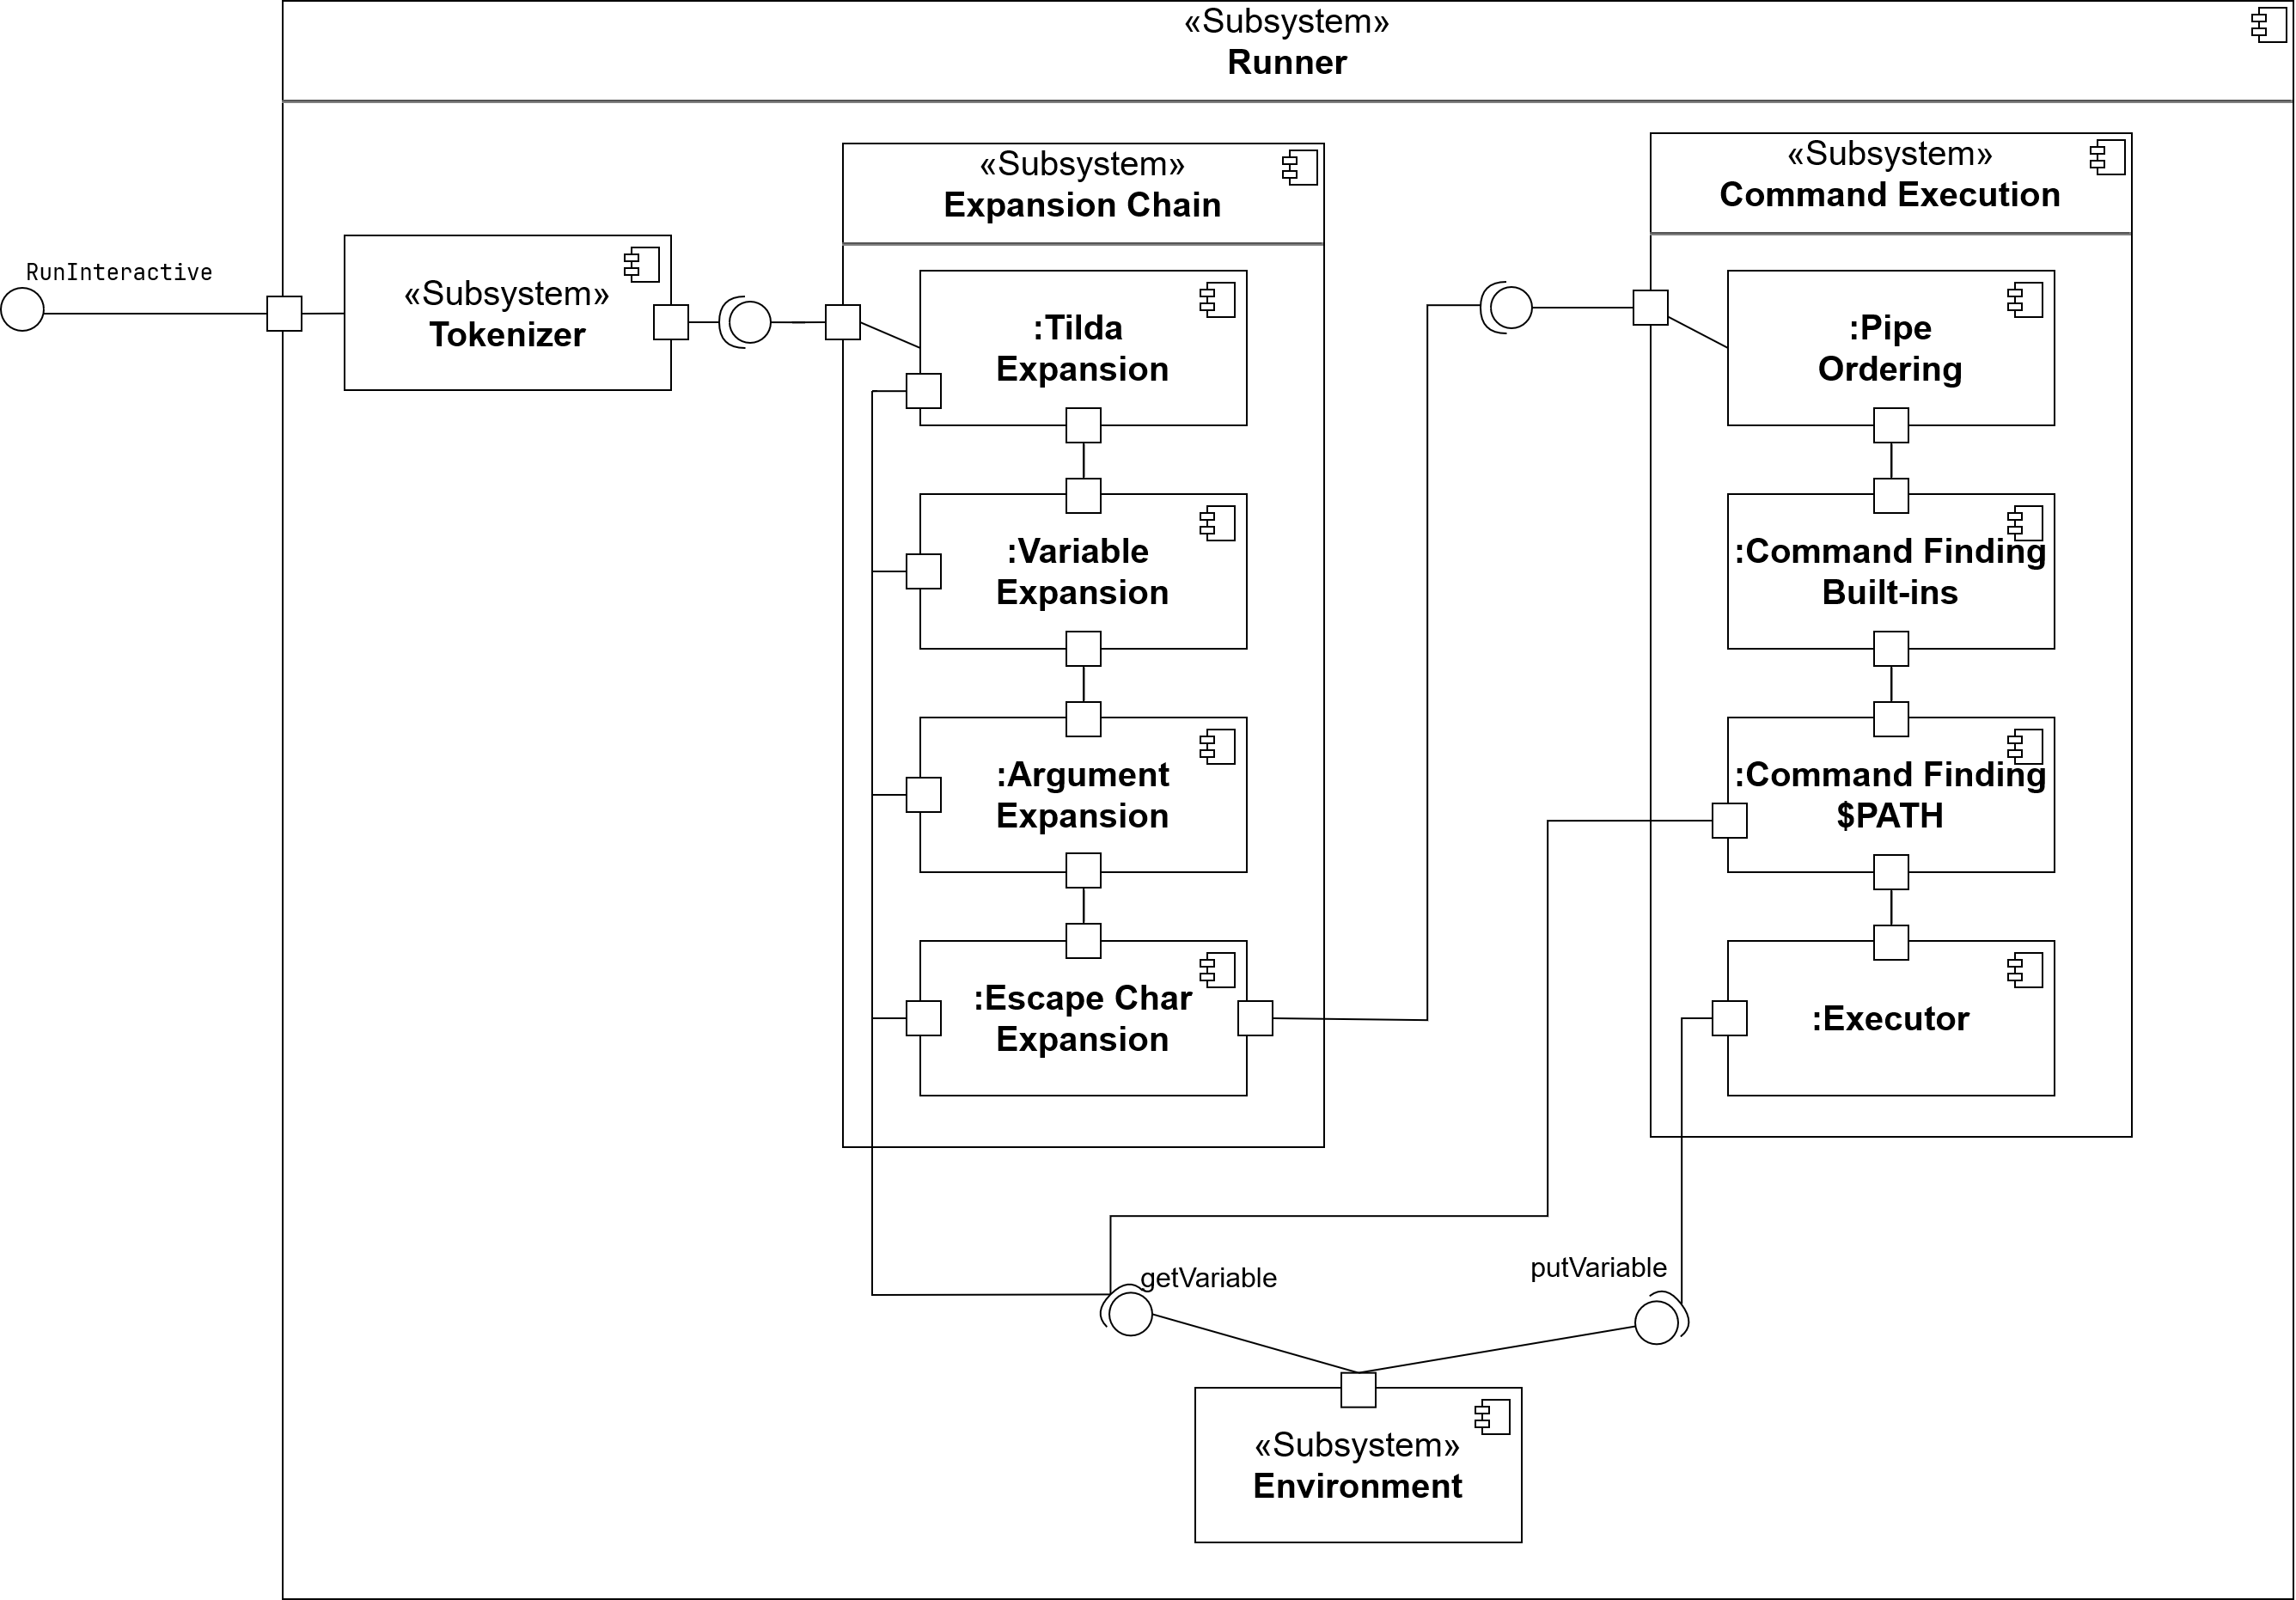 «Subsystem»
Runner
RunInteractive
«Subsystem»
Tokenizer
«Subsystem»
Expansion Chain
:Tilda
Expansion
:Variable
Expansion
:Argument
Expansion
:Escape Char
Expansion
«Subsystem»
Command Execution
:Pipe
Ordering
:Command Finding
Built-ins
:Command Finding
$PATH
:Executor
getVariable
putVariable
«Subsystem»
Environment